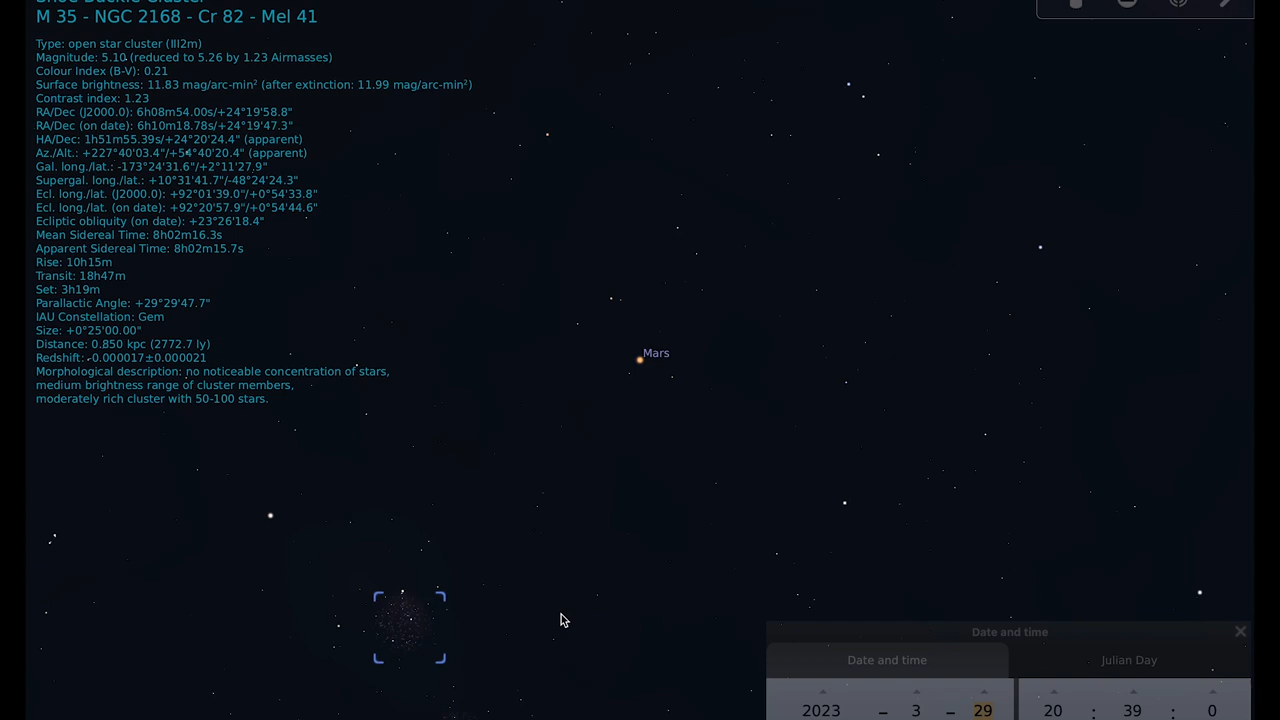 Shoe Buckle Cluster
M 35 - NGC 2168 - Cr 82 - Mel 41
Type: open star cluster (III2m)
Magnitude: 5.10 (reduced to 5.26 by 1.23 Airmasses)
Colour Index (B-V): 0.21
Surface brightness: 11.83 mag/arc-min² (after extinction: 11.99 mag/arc-min²)
Contrast index: 1.23
RA/Dec (J2000.0): 6h08m54.00s/+24°19'58.8"
RA/Dec (on date): 6h10m18.78s/+24°19'47.3"
HA/Dec: 1h51m55.39s/+24°20'24.4" (apparent)
Az./Alt.: +227°40'03.4"/+54°40'20.4" (apparent)
Gal. long./lat.: -173°24'31.6"/+2°11'27.9"
Supergal. long./lat.: +10°31'41.7"/-48°24'24.3"
Ecl. long./lat. (J2000.0): +92°01'39.0"/+0°54'33.8"
Ecl. long./lat. (on date): +92°20'57.9"/+0°54'44.6"
Ecliptic obliquity (on date): +23°26'18.4"
Mean Sidereal Time: 8h02m16.3s
Apparent Sidereal Time: 8h02m15.7s
Rise: 10h15m
Transit: 18h47m
Set: 3h19m
Parallactic Angle: +29°29'47.7"
IAU Constellation: Gem
Size: +0°25'00.00"
Distance: 0.850 kpc (2772.7 ly)
Redshift: -0.000017±0.000021
Morphological description: no noticeable concentration of stars,
medium brightness range of cluster members,
moderately rich cluster with 50-100 stars.
Mars
Date and time
Date and time Julian Day
2023 - 3 - 29 20 : 39 : 0